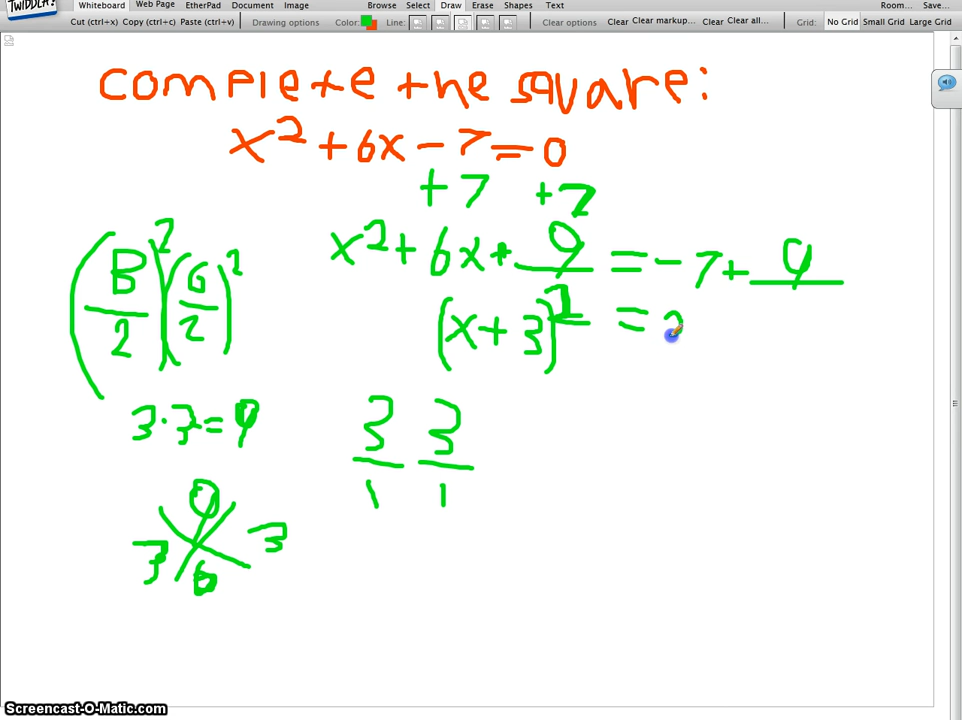 TWIDDLA
Whiteboard Web Page EtherPad Document Image Browse Select Draw Erase Shapes Text Room... Save...
Cut (ctrl+x) Copy (ctrl+c) Paste (ctrl+v) Drawing options Color: Line: Clear options Clear Clear markup... Clear Clear all... Grid: No Grid Small Grid Large Grid
complete the square:
x² + 6x - 7 = 0
+ 7 + 7
x² + 6x + 9 = - 7 + 9
(B/2)² (6/2)²
(x + 3)² = 2
3 · 3 = 9
3/1 3/1
9
3 3
6
Screencast-O-Matic.com